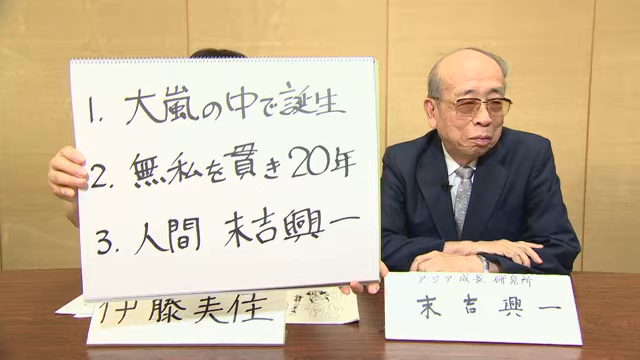 1. 大嵐の中で誕生
2. 無私を貫き20年
3. 人間 末吉興一
伊藤美住
アジア成長研究所
末吉興一